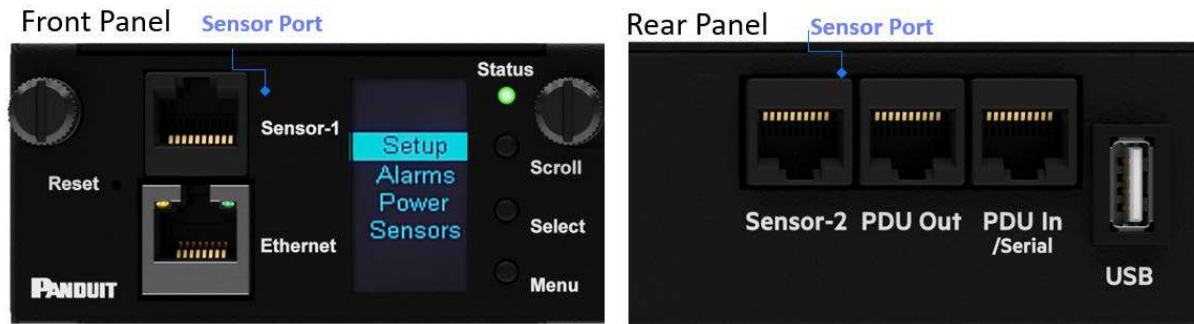 Front Panel
Sensor Port
Status
Sensor-1
Setup
Alarms
Power
Sensors
Scroll
Reset
Select
Ethernet
Menu
PANDUIT
Rear Panel
Sensor Port
Sensor-2
PDU Out
PDU In
/Serial
USB